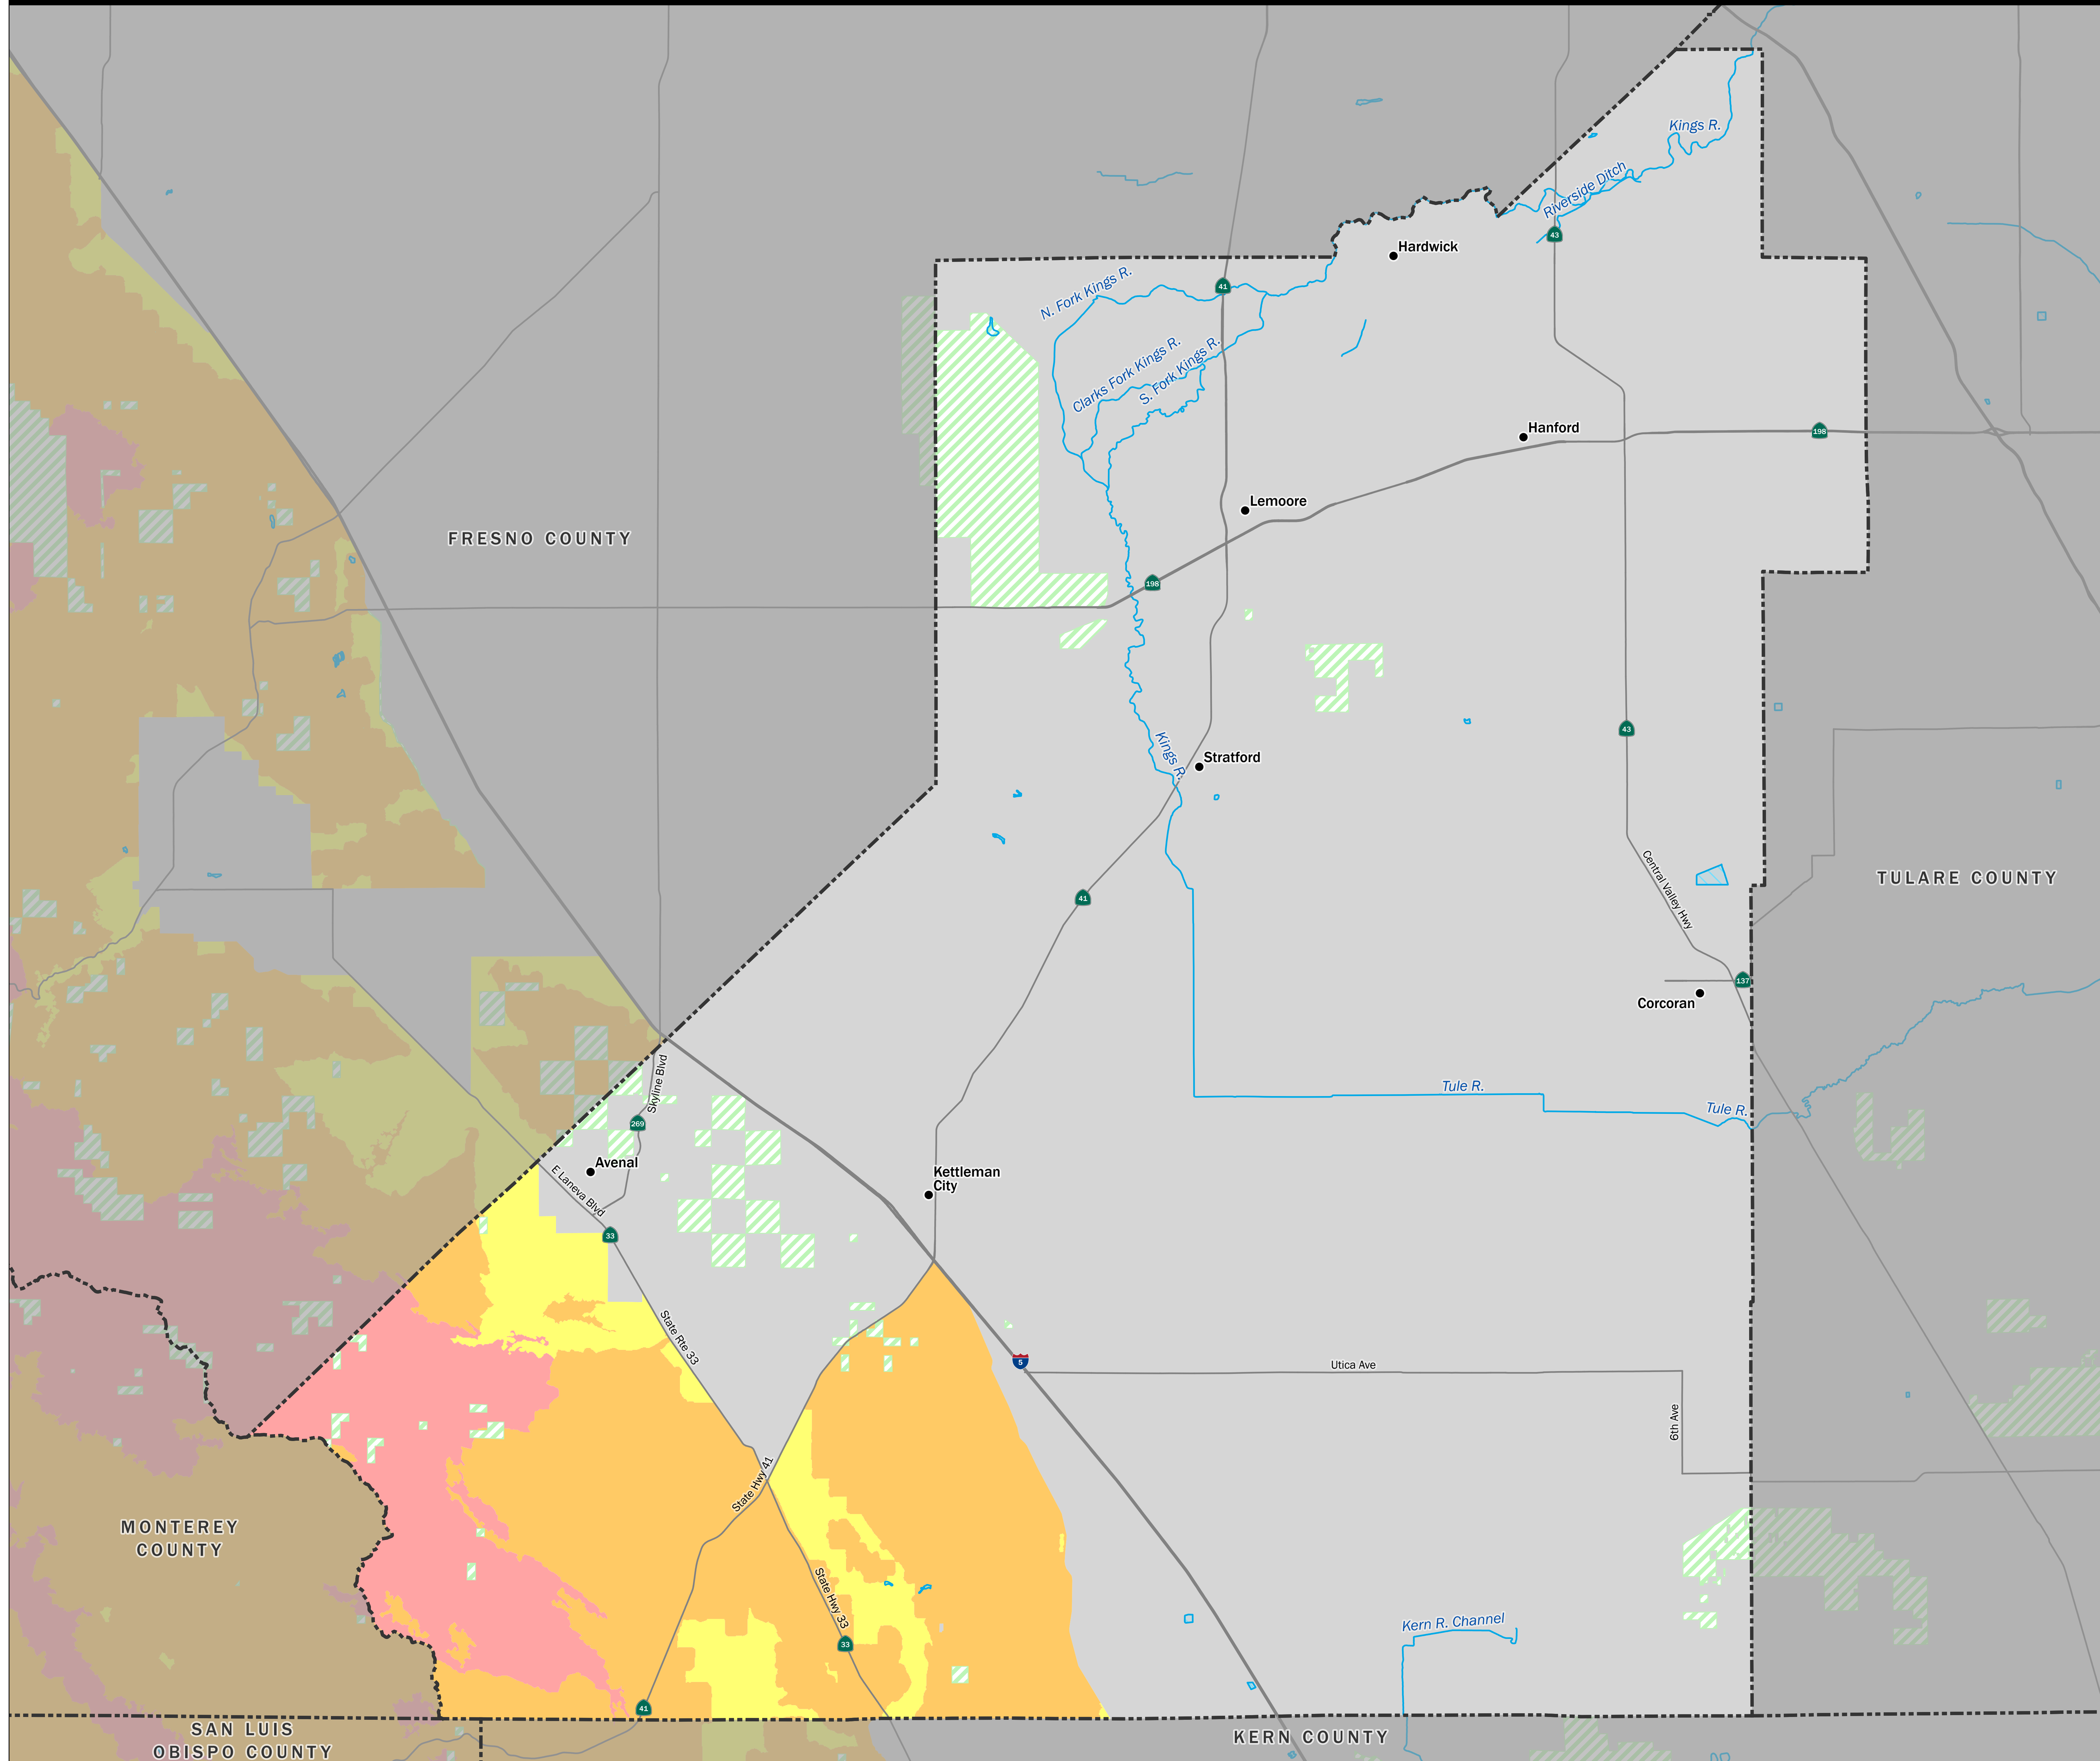 Kings R.
Riverside Ditch
43
Hardwick
N. Fork Kings R.
41
Clarks Fork Kings R.
S. Fork Kings R.
Hanford
198
Lemoore
FRESNO COUNTY
198
43
Kings R.
Stratford
Central Valley Hwy
TULARE COUNTY
41
137
Corcoran
Skyline Blvd
Tule R.
Tule R.
269
Avenal
E Laneva Blvd
Kettleman
City
33
State Rte 33
5
Utica Ave
6th Ave
State Hwy 41
MONTEREY
COUNTY
State Hwy 33
33
Kern R. Channel
41
SAN LUIS
OBISPO COUNTY
KERN COUNTY